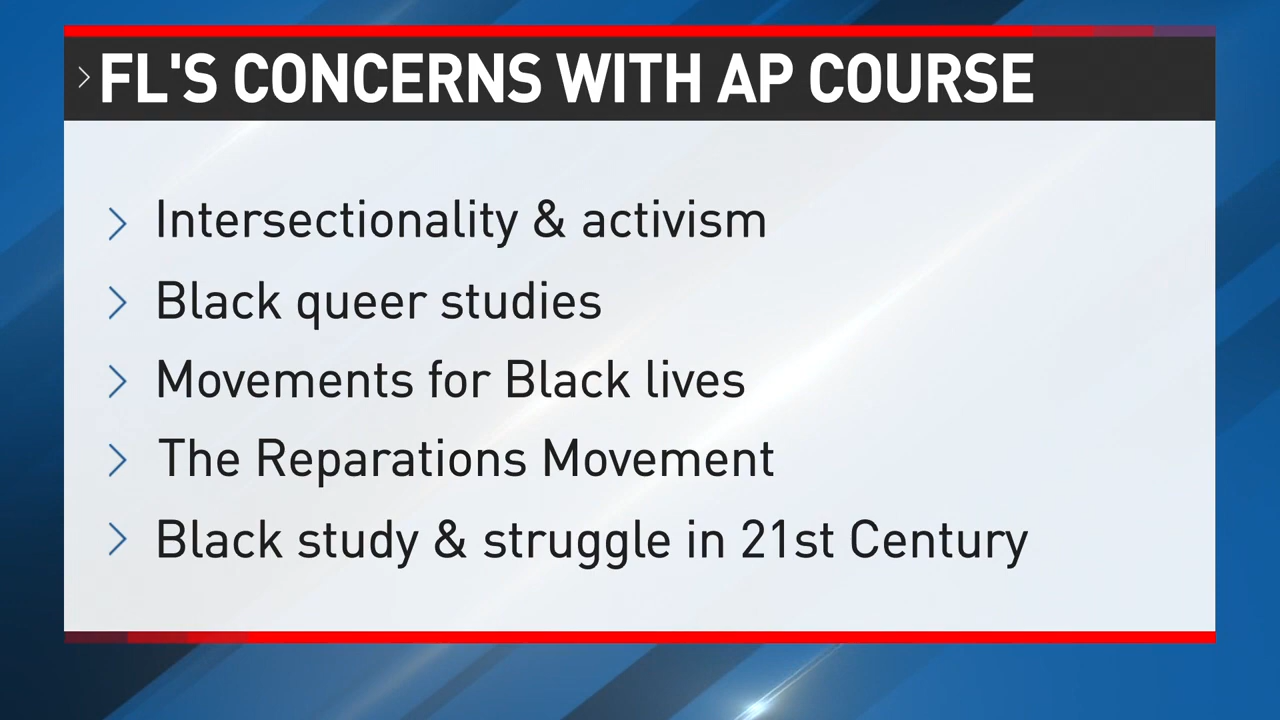 FL'S CONCERNS WITH AP COURSE
Intersectionality & activism
Black queer studies
Movements for Black lives
The Reparations Movement
Black study & struggle in 21st Century